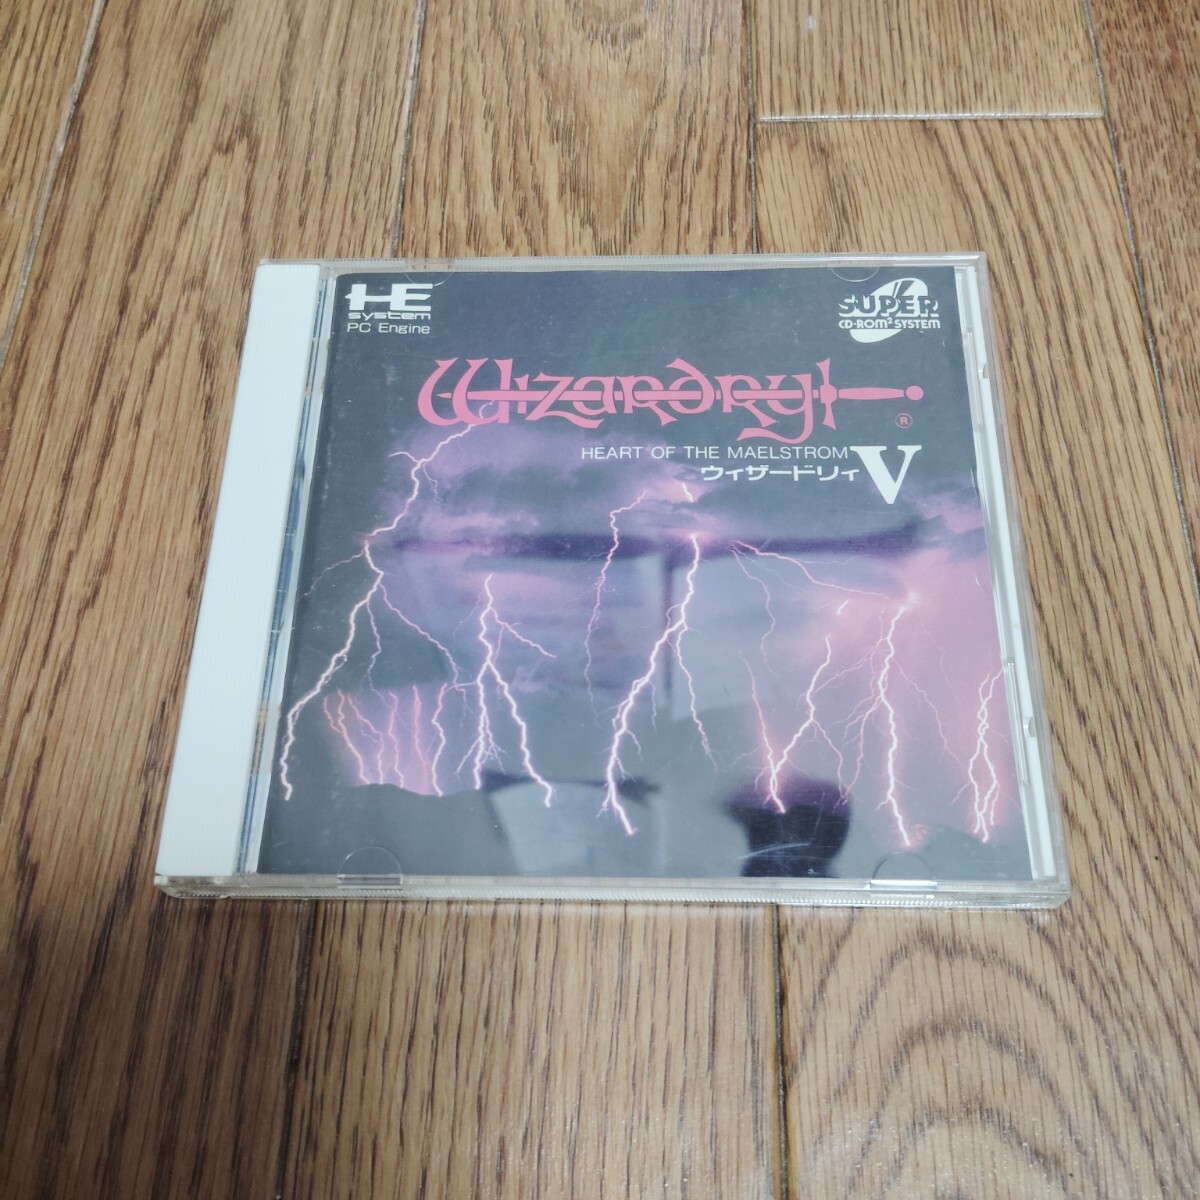 HE
system
PC Engine
SUPER
CD-ROM² SYSTEM
Wizardry
®
HEART OF THE MAELSTROM
ウィザードリィ V